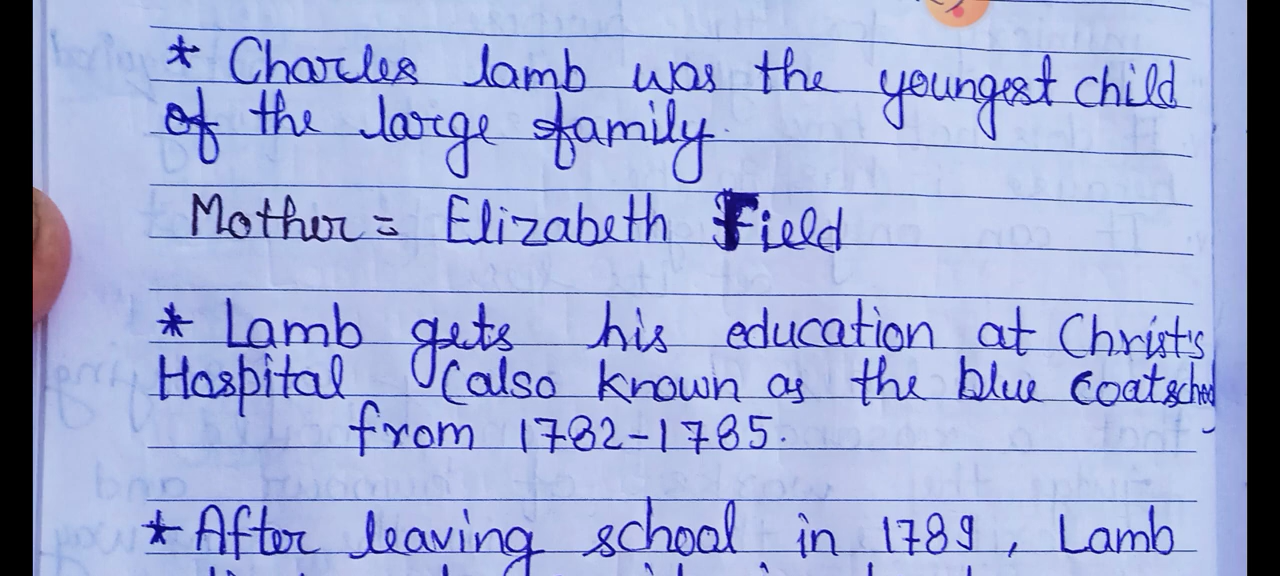 * Charles lamb was the youngest child
of the large family.
Mother = Elizabeth Field
* Lamb gets his education at Christ's
Hospital (also known as the blue coat school
from 1782-1785.
* After leaving school in 1789, Lamb